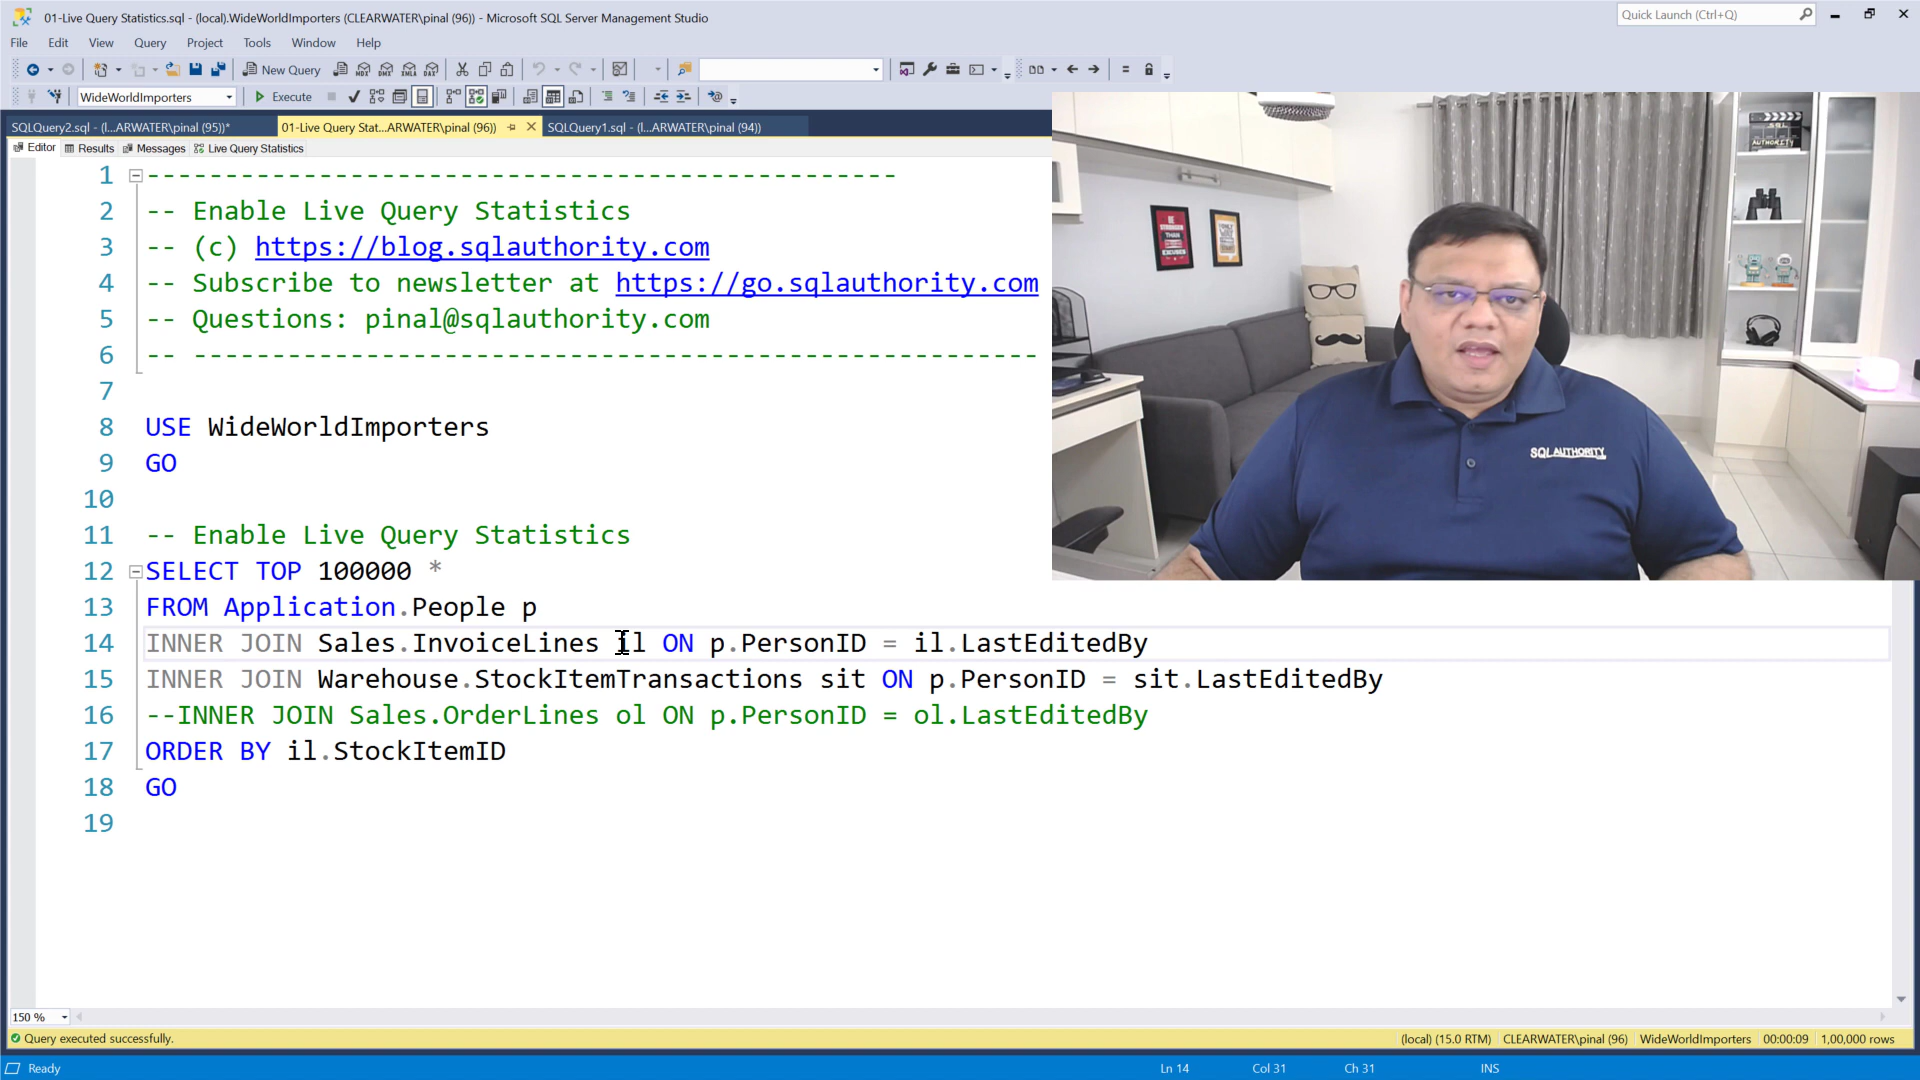 01-Live Query Statistics.sql - (local).WideWorldImporters (CLEARWATER\pinal (96)) - Microsoft SQL Server Management Studio
Quick Launch (Ctrl+Q)
File Edit View Query Project Tools Window Help
New Query MDX DMX XMLA DAX
WideWorldImporters Execute
SQLQuery2.sql - (l...ARWATER\pinal (95))* 01-Live Query Stat...ARWATER\pinal (96)) SQLQuery1.sql - (l...ARWATER\pinal (94))
Editor Results Messages Live Query Statistics
1 ------------------------------------------------
2 -- Enable Live Query Statistics
3 -- (c) https://blog.sqlauthority.com
4 -- Subscribe to newsletter at https://go.sqlauthority.com
5 -- Questions: pinal@sqlauthority.com
6 -- ------------------------------------------------------
7
8 USE WideWorldImporters
9 GO
10
11 -- Enable Live Query Statistics
12 SELECT TOP 100000 *
13 FROM Application.People p
14 INNER JOIN Sales.InvoiceLines il ON p.PersonID = il.LastEditedBy
15 INNER JOIN Warehouse.StockItemTransactions sit ON p.PersonID = sit.LastEditedBy
16 --INNER JOIN Sales.OrderLines ol ON p.PersonID = ol.LastEditedBy
17 ORDER BY il.StockItemID
18 GO
19
SQL AUTHORITY
SQL AUTHORITY
150 %
Query executed successfully. (local) (15.0 RTM) CLEARWATER\pinal (96) WideWorldImporters 00:00:09 1,00,000 rows
Ready Ln 14 Col 31 Ch 31 INS